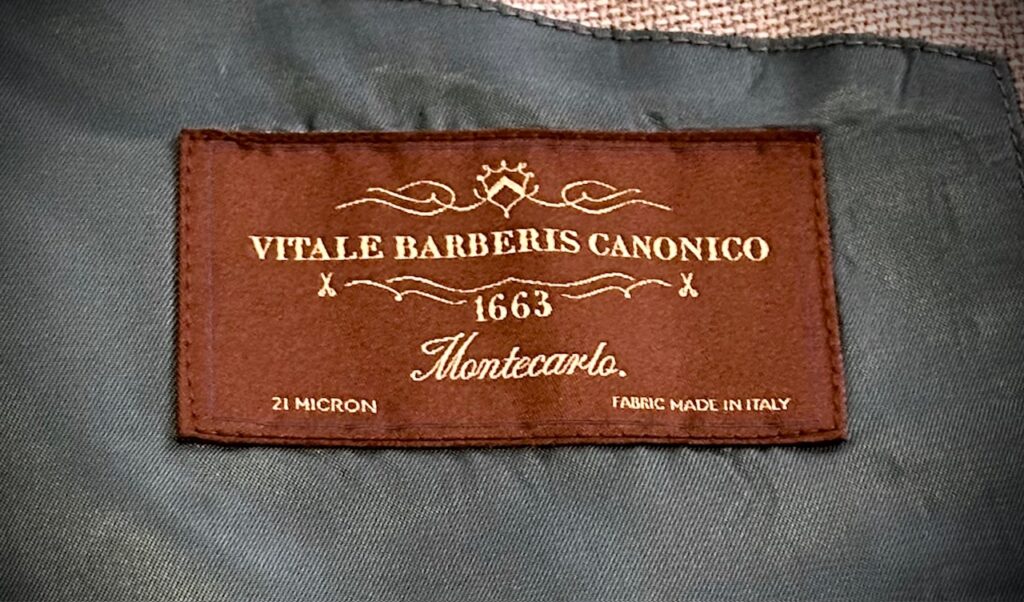 VITALE BARBERIS CANONICO
1663
Montecarlo.
21 MICRON
FABRIC MADE IN ITALY